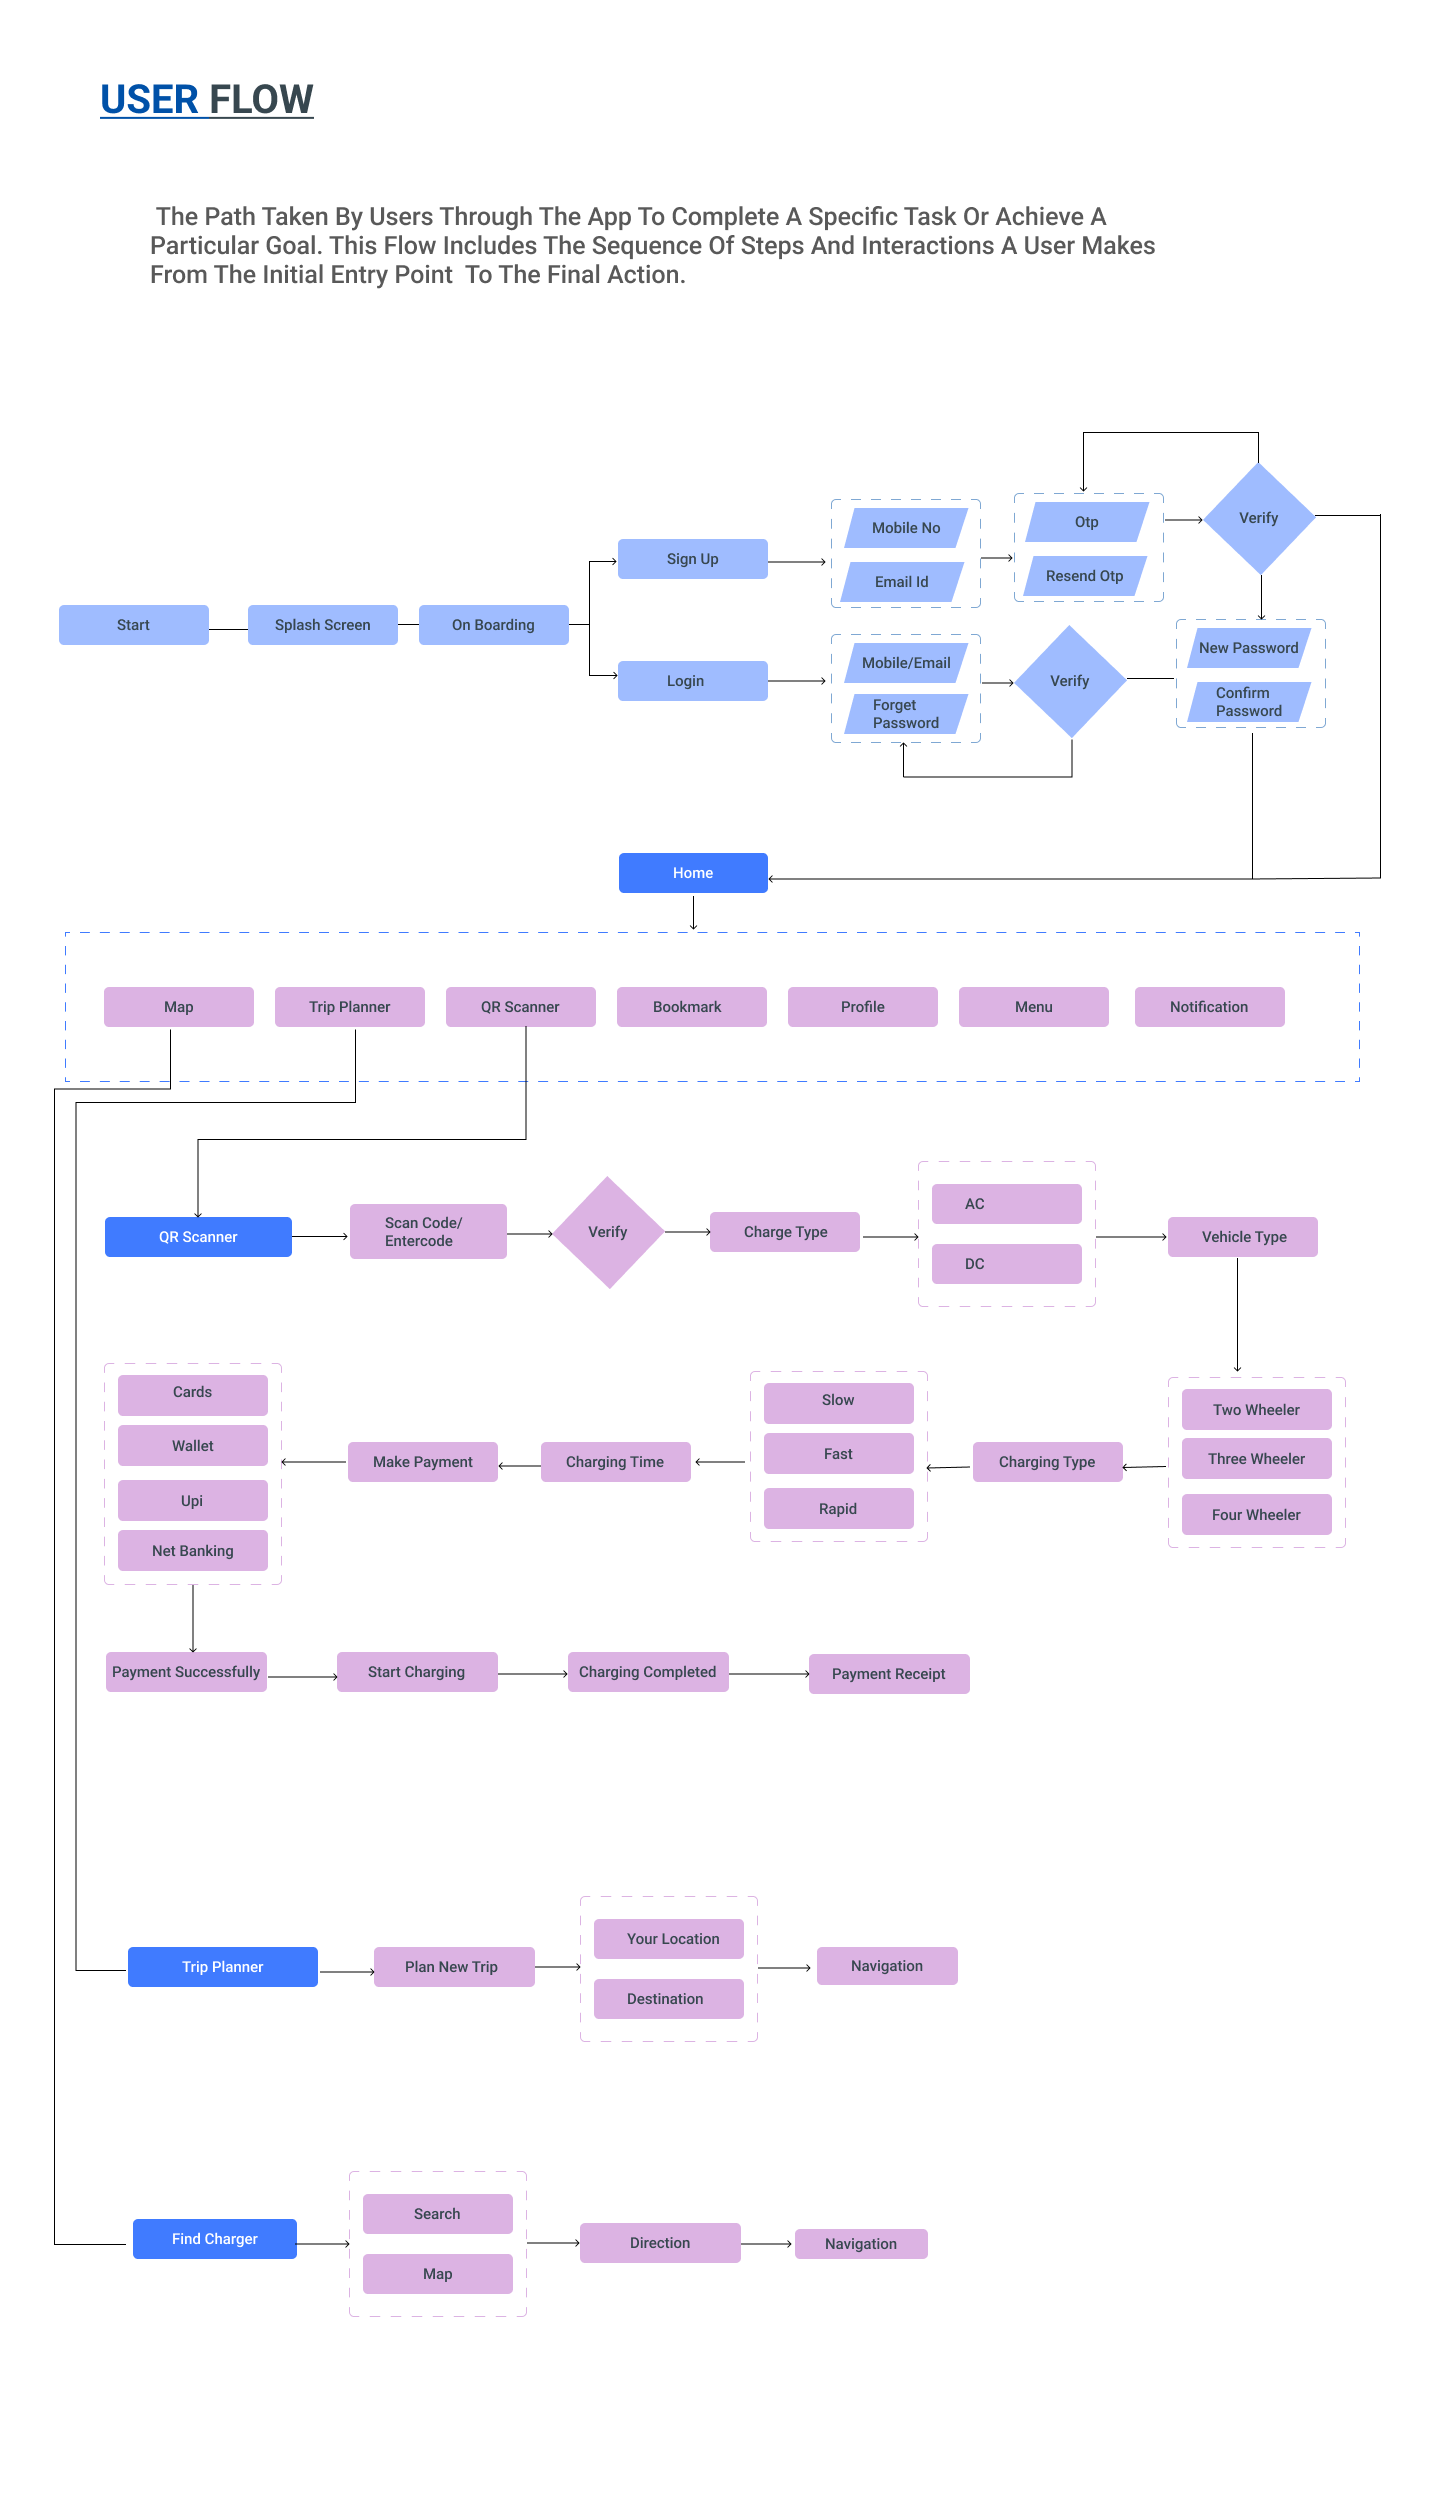 USER FLOW
The Path Taken By Users Through The App To Complete A Specific Task Or Achieve A
Particular Goal. This Flow Includes The Sequence Of Steps And Interactions A User Makes
From The Initial Entry Point To The Final Action.
Start
Splash Screen
On Boarding
Sign Up
Login
Mobile No
Email Id
Otp
Resend Otp
Verify
Mobile/Email
Forget
Password
Verify
New Password
Confirm
Password
Home
Map
Trip Planner
QR Scanner
Bookmark
Profile
Menu
Notification
QR Scanner
Scan Code/
Entercode
Verify
Charge Type
AC
DC
Vehicle Type
Two Wheeler
Three Wheeler
Four Wheeler
Charging Type
Slow
Fast
Rapid
Charging Time
Make Payment
Cards
Wallet
Upi
Net Banking
Payment Successfully
Start Charging
Charging Completed
Payment Receipt
Trip Planner
Plan New Trip
Your Location
Destination
Navigation
Find Charger
Search
Map
Direction
Navigation